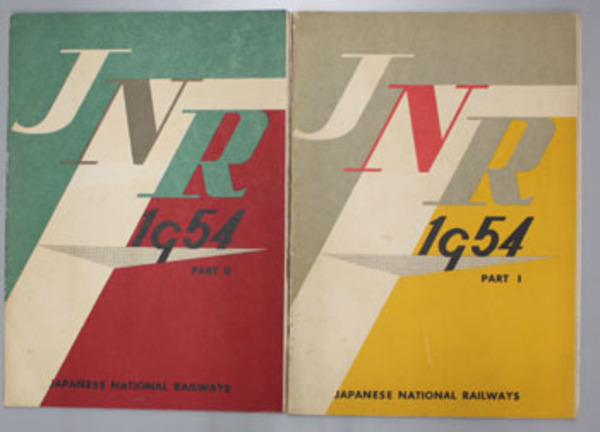 JNR
1954
PART II
JAPANESE NATIONAL RAILWAYS
JNR
1954
PART I
JAPANESE NATIONAL RAILWAYS